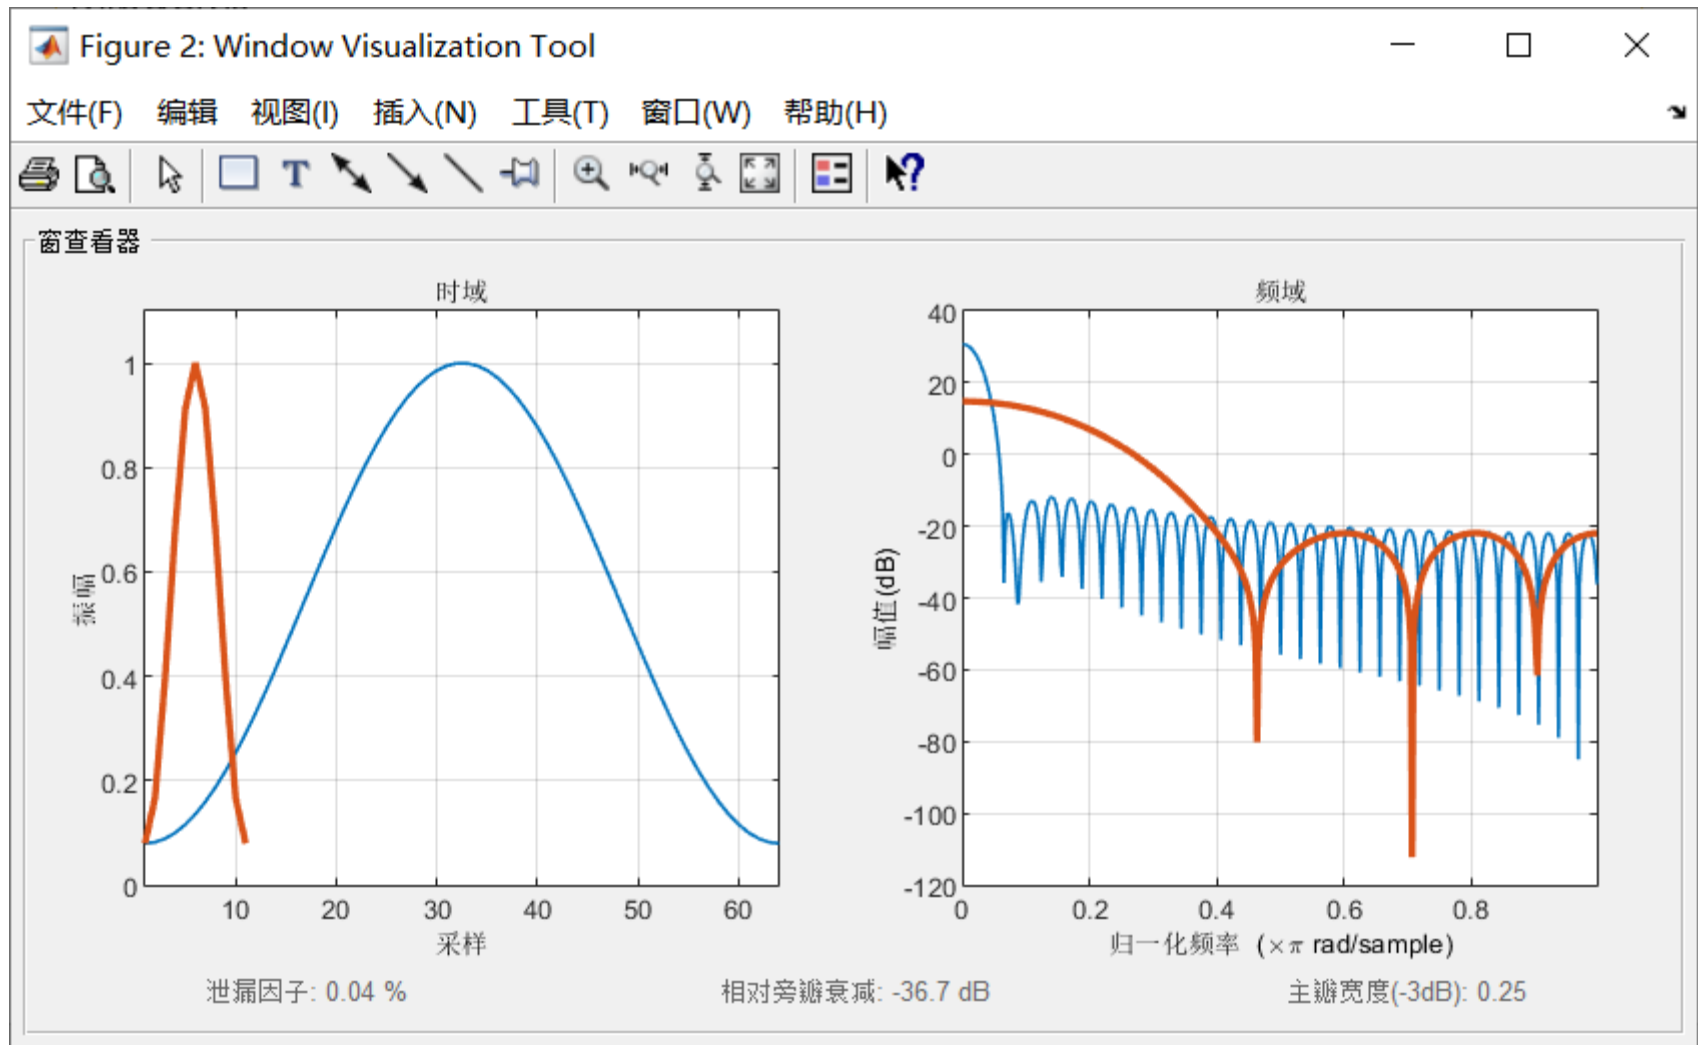 Figure 2: Window Visualization Tool
文件(F) 编辑 视图(I) 插入(N) 工具(T) 窗口(W) 帮助(H)
窗查看器
时域
振幅
1
0.8
0.6
0.4
0.2
0
10 20 30 40 50 60
采样
频域
幅值(dB)
40
20
0
-20
-40
-60
-80
-100
-120
0 0.2 0.4 0.6 0.8
归一化频率 (×π rad/sample)
泄漏因子: 0.04 % 相对旁瓣衰减: -36.7 dB 主瓣宽度(-3dB): 0.25